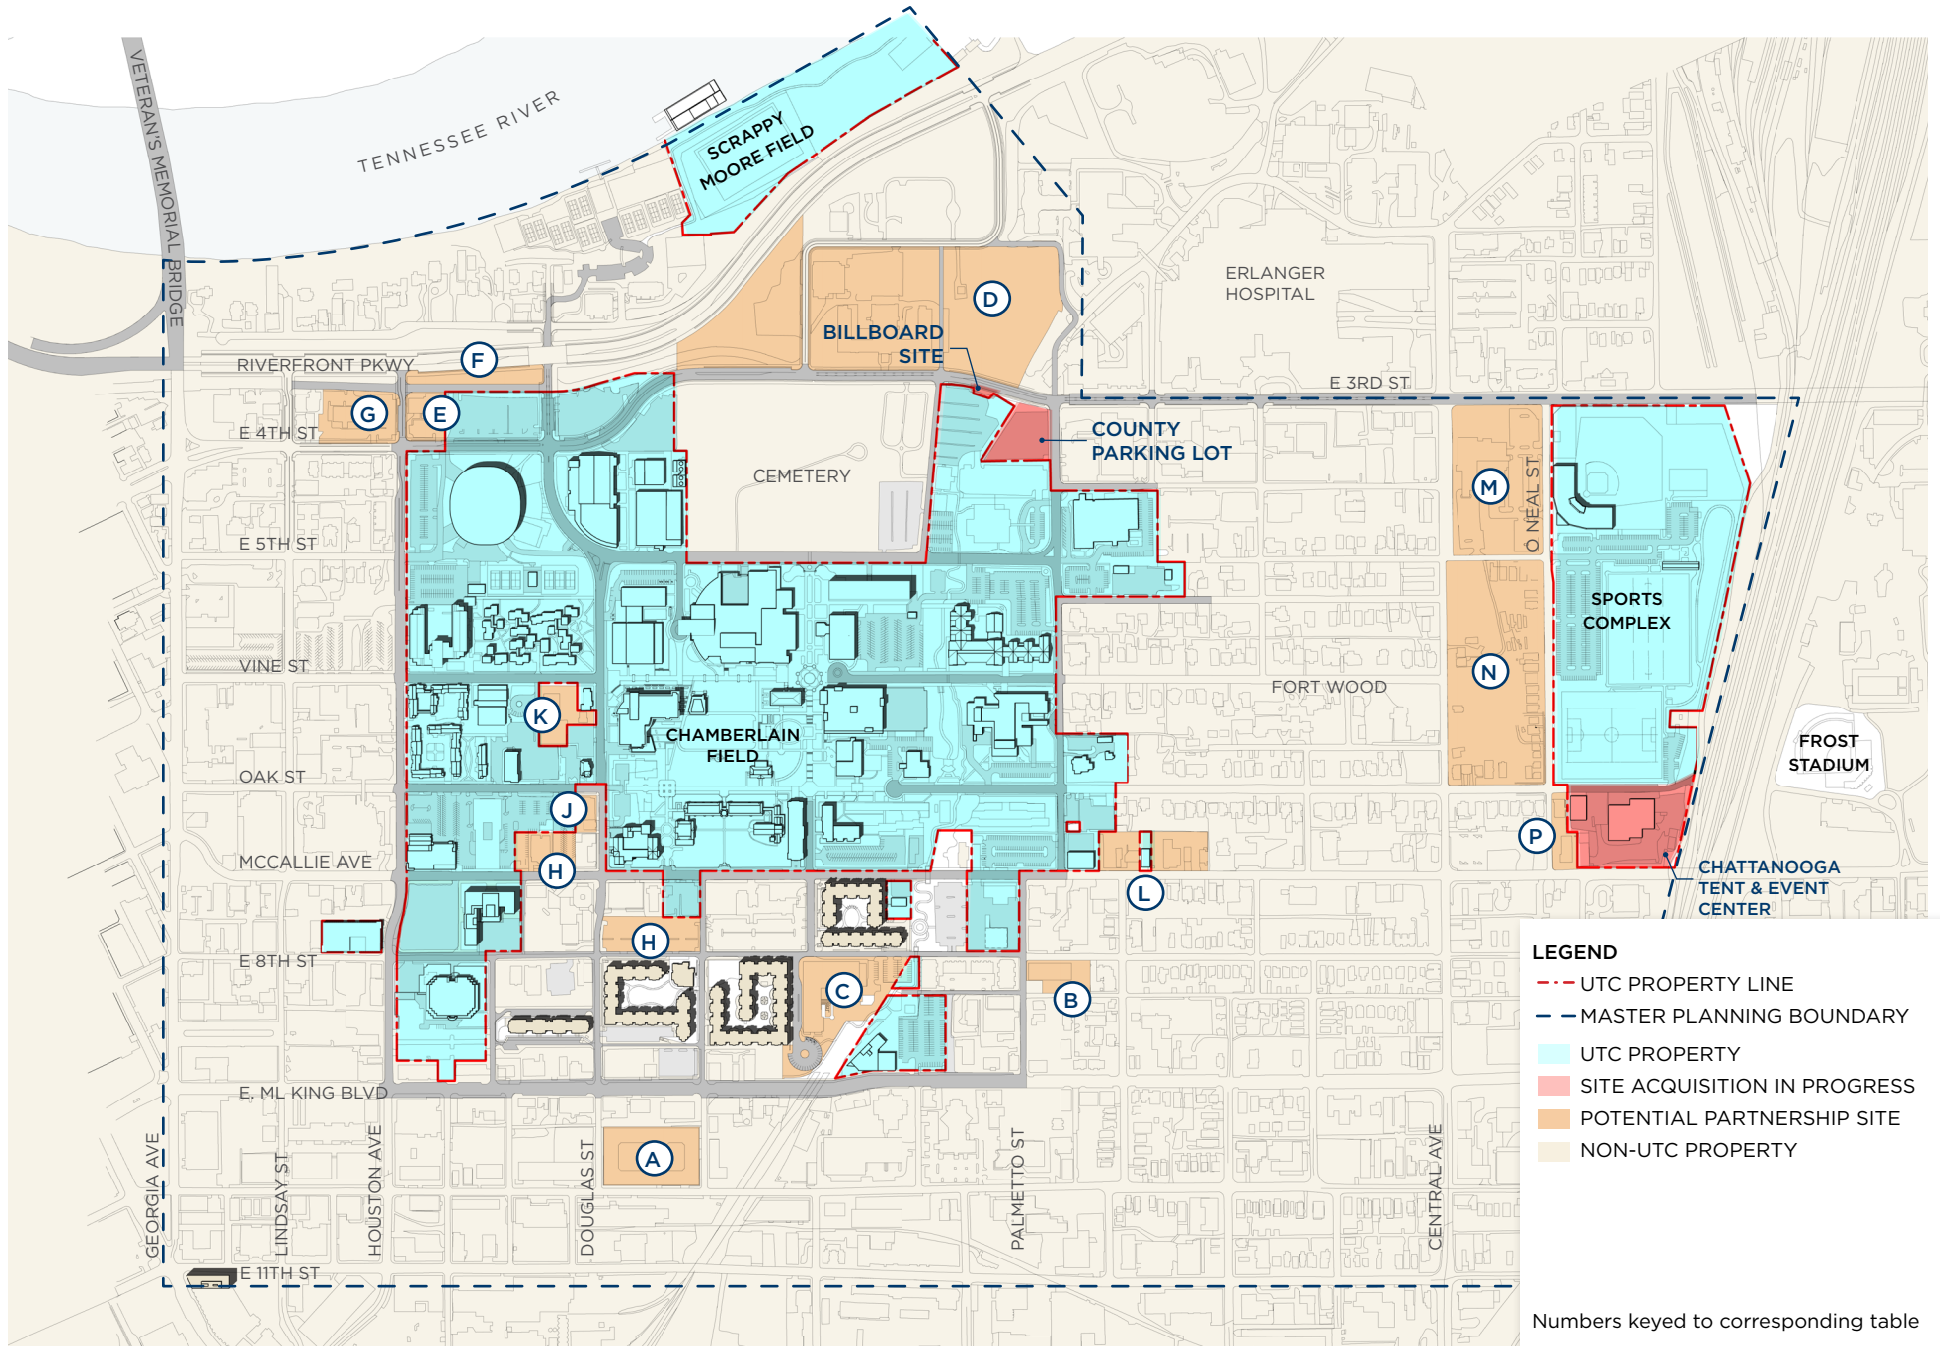 VETERAN'S MEMORIAL BRIDGE
TENNESSEE RIVER
SCRAPPY
MOORE FIELD
ERLANGER
HOSPITAL
D
BILLBOARD
SITE
RIVERFRONT PKWY
F
E 3RD ST
G
E
E 4TH ST
COUNTY
PARKING LOT
CEMETERY
M
O NEAL ST
E 5TH ST
SPORTS
COMPLEX
VINE ST
N
FORT WOOD
K
CHAMBERLAIN
FIELD
FROST
STADIUM
OAK ST
J
P
MCCALLIE AVE
H
CHATTANOOGA
TENT & EVENT
CENTER
L
H
E 8TH ST
C
B
E. ML KING BLVD
A
GEORGIA AVE
LINDSAY ST
HOUSTON AVE
DOUGLAS ST
PALMETTO ST
CENTRAL AVE
E 11TH ST
LEGEND
UTC PROPERTY LINE
MASTER PLANNING BOUNDARY
UTC PROPERTY
SITE ACQUISITION IN PROGRESS
POTENTIAL PARTNERSHIP SITE
NON-UTC PROPERTY
Numbers keyed to corresponding table